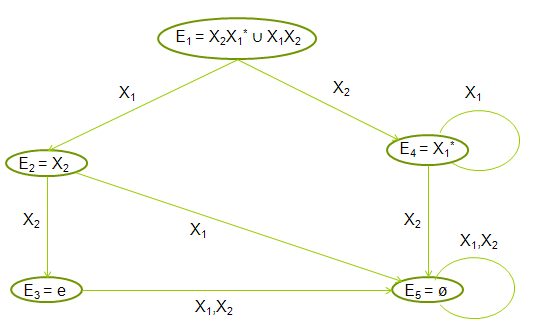 E₁ = X₂X₁* ∪ X₁X₂
X₁
X₂
X₁
E₂ = X₂
E₄ = X₁*
X₂
X₁
X₂
X₁,X₂
E₃ = e
E₅ = ø
X₁,X₂